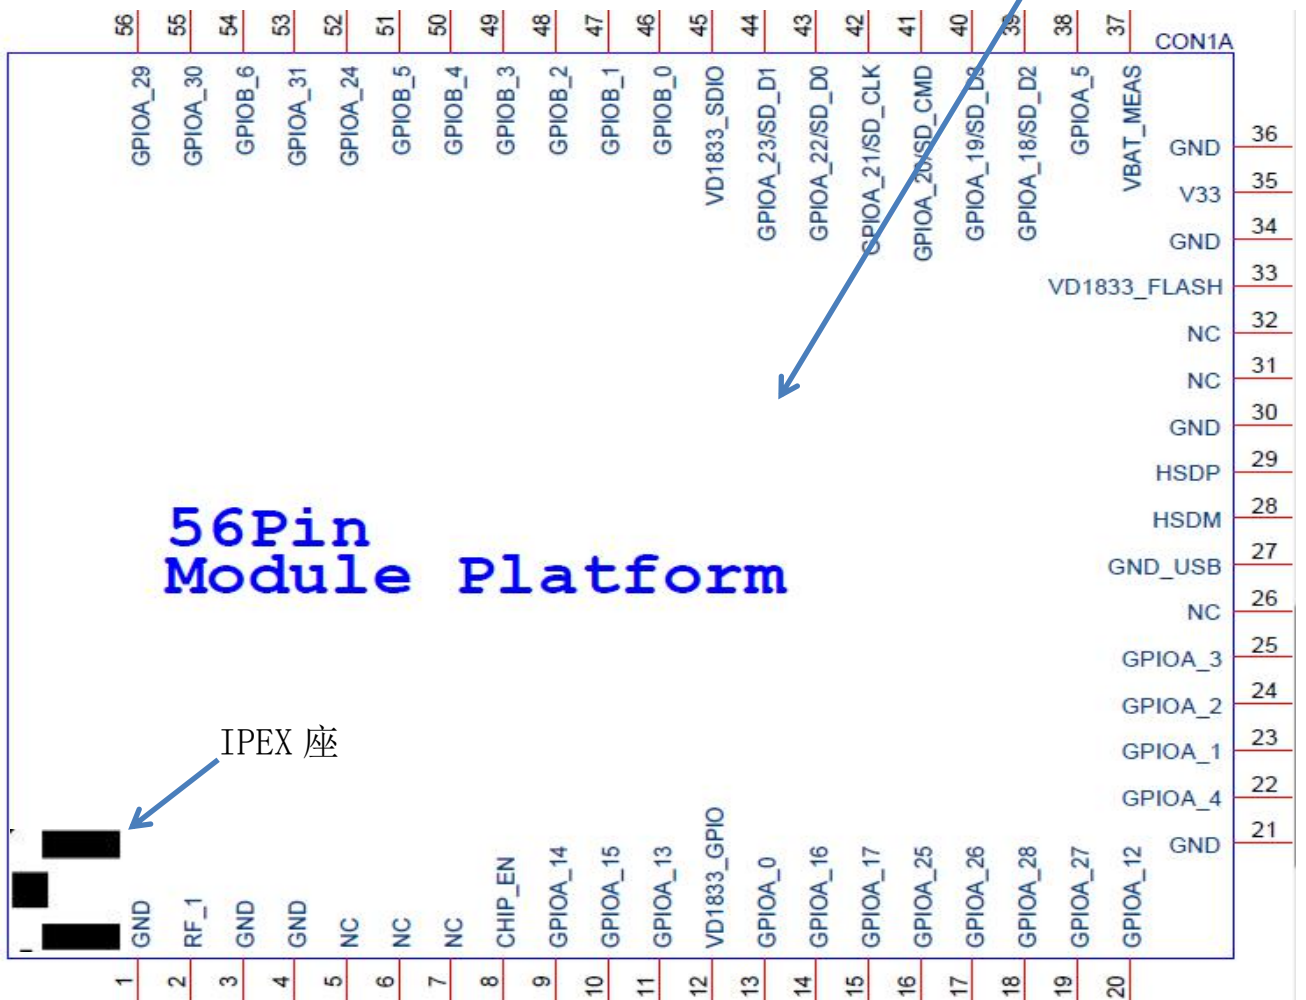 56
55
54
53
52
51
50
49
48
47
46
45
44
43
42
41
40
39
38
37
CON1A
GPIOA_29
GPIOA_30
GPIOB_6
GPIOA_31
GPIOA_24
GPIOB_5
GPIOB_4
GPIOB_3
GPIOB_2
GPIOB_1
GPIOB_0
VD1833_SDIO
GPIOA_23/SD_D1
GPIOA_22/SD_D0
GPIOA_21/SD_CLK
GPIOA_20/SD_CMD
GPIOA_19/SD_D3
GPIOA_18/SD_D2
GPIOA_5
VBAT_MEAS
GND 36
V33 35
GND 34
VD1833_FLASH 33
NC 32
NC 31
GND 30
HSDP 29
HSDM 28
GND_USB 27
NC 26
GPIOA_3 25
GPIOA_2 24
GPIOA_1 23
GPIOA_4 22
GND 21
56Pin
Module Platform
IPEX 座
GND
RF_1
GND
GND
NC
NC
NC
CHIP_EN
GPIOA_14
GPIOA_15
GPIOA_13
VD1833_GPIO
GPIOA_0
GPIOA_16
GPIOA_17
GPIOA_25
GPIOA_26
GPIOA_28
GPIOA_27
GPIOA_12
1
2
3
4
5
6
7
8
9
10
11
12
13
14
15
16
17
18
19
20